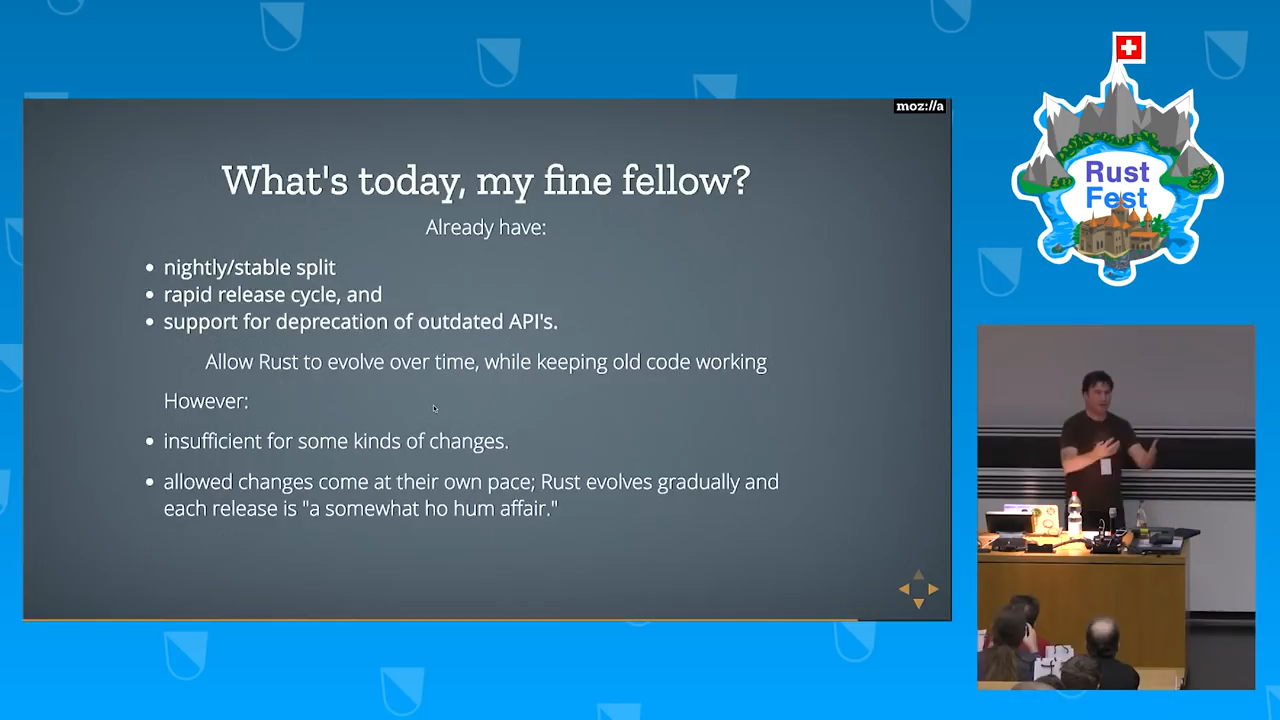 moz://a
What's today, my fine fellow?
Already have:
nightly/stable split
rapid release cycle, and
support for deprecation of outdated API's.
Allow Rust to evolve over time, while keeping old code working
However:
insufficient for some kinds of changes.
allowed changes come at their own pace; Rust evolves gradually and
each release is "a somewhat ho hum affair."
Rust
Fest